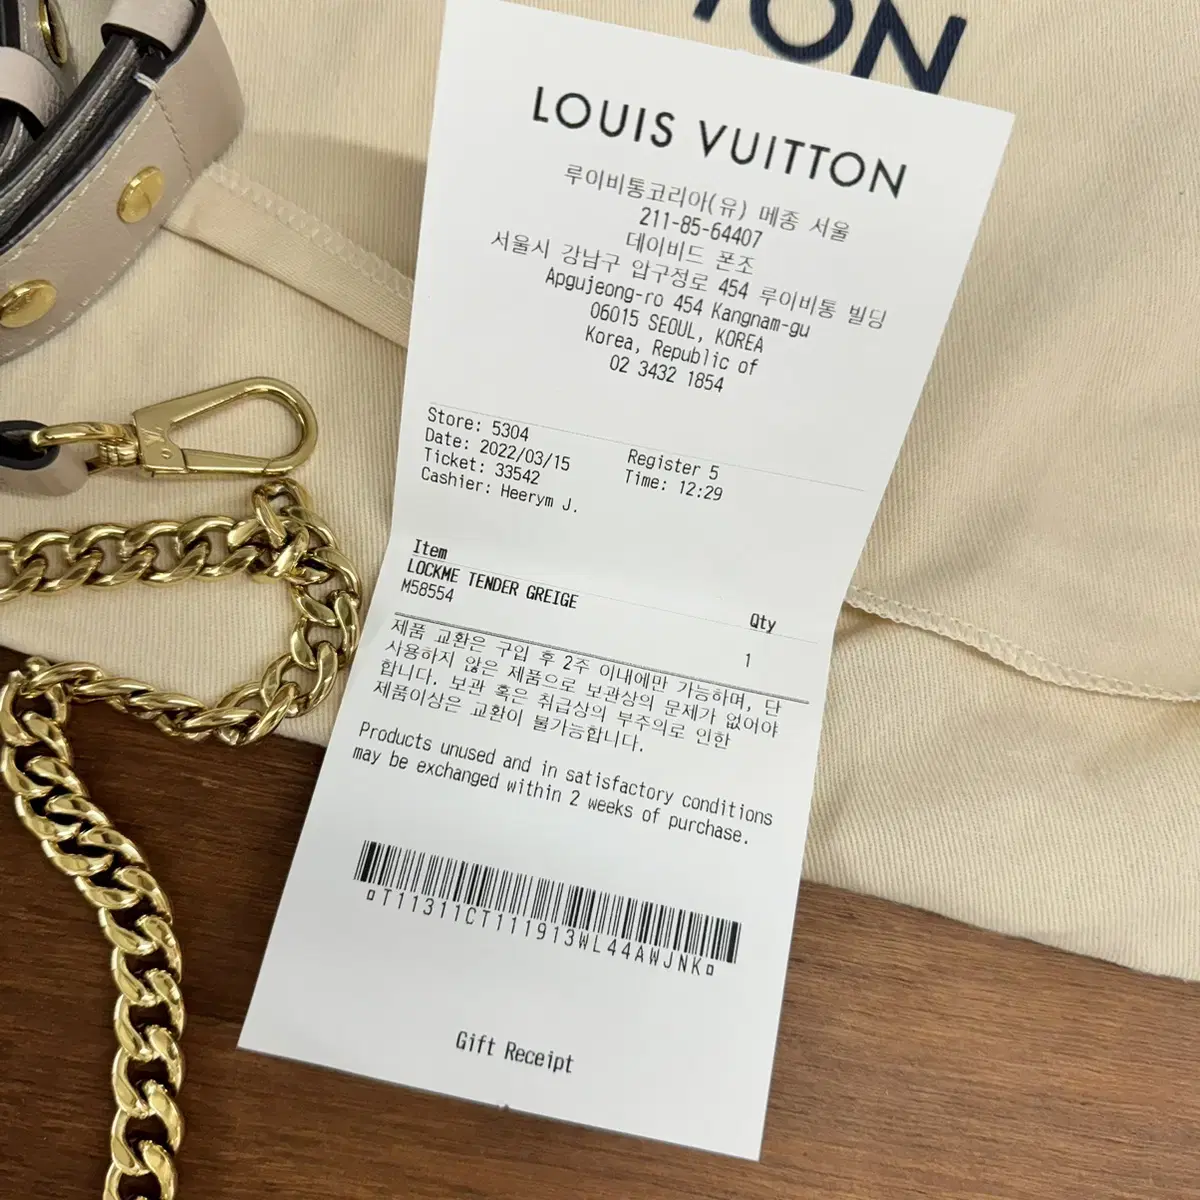 TON
LOUIS VUITTON
루이비통코리아(유) 메종 서울
211-85-64407
데이비드 폰조
서울시 강남구 압구정로 454 루이비통 빌딩
Apgujeong-ro 454 Kangnam-gu
06015 SEOUL, KOREA
Korea, Republic of
02 3432 1854
Store: 5304 Register 5
Date: 2022/03/15 Time: 12:29
Ticket: 33542
Cashier: Heerym J.
Item Qty
LOCKME TENDER GREIGE 1
M58554
제품 교환은 구입 후 2주 이내에만 가능하며, 단
사용하지 않은 제품으로 보관상의 문제가 없어야
합니다. 보관 혹은 취급상의 부주의로 인한
제품이상은 교환이 불가능합니다.
Products unused and in satisfactory conditions
may be exchanged within 2 weeks of purchase.
¤T11311CT111913WL44AWJNK¤
Gift Receipt